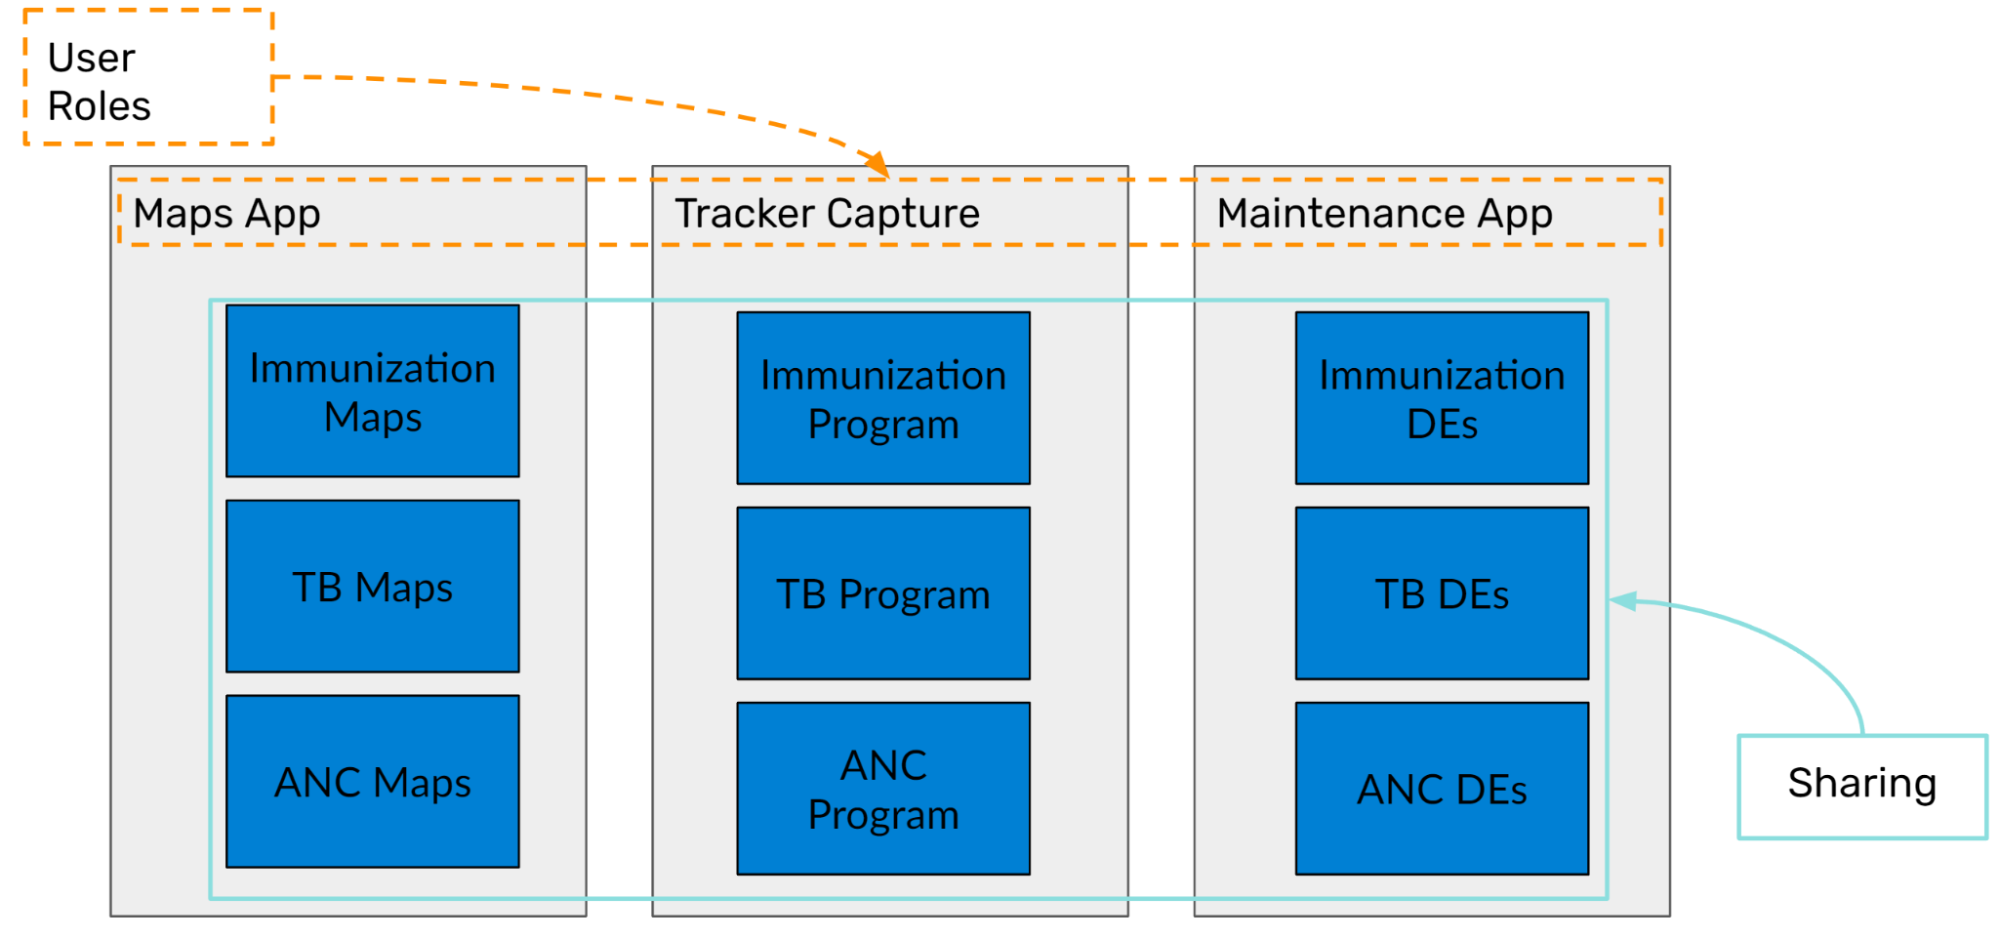 User
Roles
Maps App
Tracker Capture
Maintenance App
Immunization
Maps
Immunization
Program
Immunization
DEs
TB Maps
TB Program
TB DEs
ANC Maps
ANC
Program
ANC DEs
Sharing